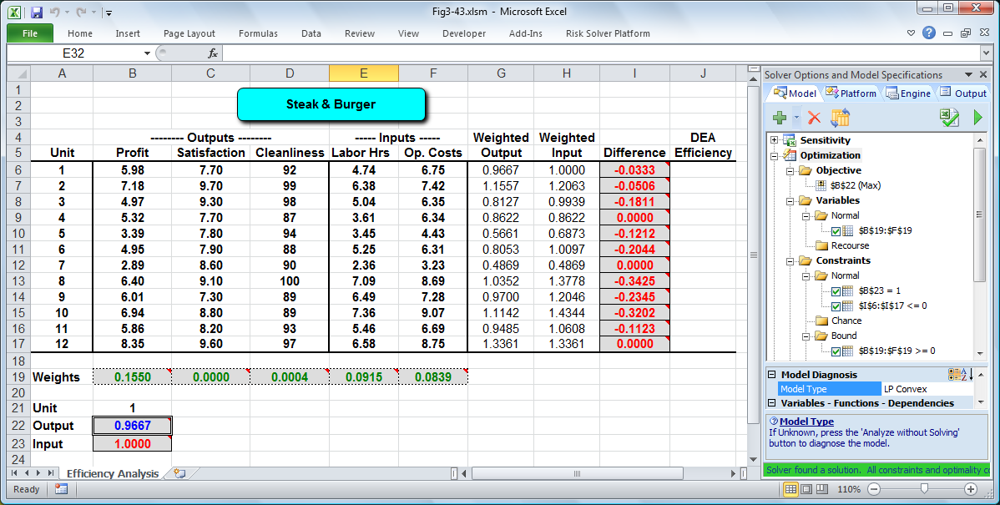 Fig3-43.xlsm - Microsoft Excel
File Home Insert Page Layout Formulas Data Review View Developer Add-Ins Risk Solver Platform
E32 fx
A B C D E F G H I J
1
2 Steak & Burger
3
4 -------- Outputs -------- ----- Inputs ----- Weighted Weighted DEA
5 Unit Profit Satisfaction Cleanliness Labor Hrs Op. Costs Output Input Difference Efficiency
6 1 5.98 7.70 92 4.74 6.75 0.9667 1.0000 -0.0333
7 2 7.18 9.70 99 6.38 7.42 1.1557 1.2063 -0.0506
8 3 4.97 9.30 98 5.04 6.35 0.8127 0.9939 -0.1811
9 4 5.32 7.70 87 3.61 6.34 0.8622 0.8622 0.0000
10 5 3.39 7.80 94 3.45 4.43 0.5661 0.6873 -0.1212
11 6 4.95 7.90 88 5.25 6.31 0.8053 1.0097 -0.2044
12 7 2.89 8.60 90 2.36 3.23 0.4869 0.4869 0.0000
13 8 6.40 9.10 100 7.09 8.69 1.0352 1.3778 -0.3425
14 9 6.01 7.30 89 6.49 7.28 0.9700 1.2046 -0.2345
15 10 6.94 8.80 89 7.36 9.07 1.1142 1.4344 -0.3202
16 11 5.86 8.20 93 5.46 6.69 0.9485 1.0608 -0.1123
17 12 8.35 9.60 97 6.58 8.75 1.3361 1.3361 0.0000
18
19 Weights 0.1550 0.0000 0.0004 0.0915 0.0839
20
21 Unit 1
22 Output 0.9667
23 Input 1.0000
24
Efficiency Analysis
Ready 110%
Solver Options and Model Specifications
Model Platform Engine Output
Sensitivity
Optimization
Objective
$B$22 (Max)
Variables
Normal
$B$19:$F$19
Recourse
Constraints
Normal
$B$23 = 1
$I$6:$I$17 <= 0
Chance
Bound
$B$19:$F$19 >= 0
Model Diagnosis
Model Type LP Convex
Variables - Functions - Dependencies
Model Type
If Unknown, press the 'Analyze without Solving'
button to diagnose the model.
Solver found a solution. All constraints and optimality